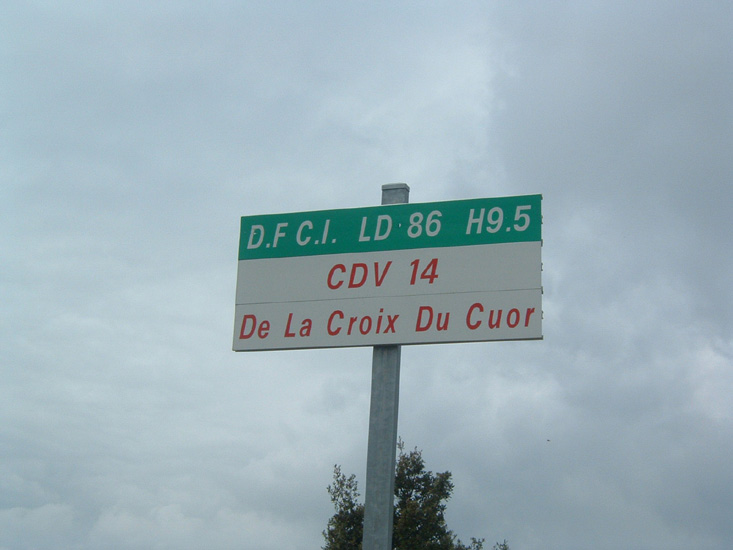 D.F C.I. LD 86 H9.5
CDV 14
De La Croix Du Cuor